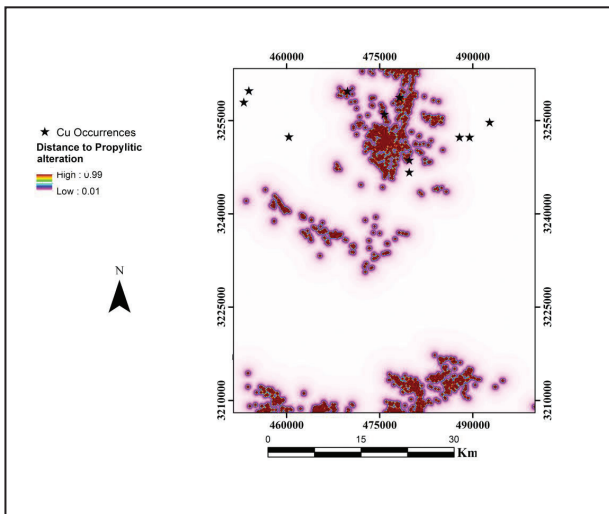 460000 475000 490000
★ Cu Occurrences
Distance to Propylitic
alteration
High : 0.99
Low : 0.01
3255000 3255000
3240000 3240000
N
3225000 3225000
3210000 3210000
460000 475000 490000
0 15 30
Km